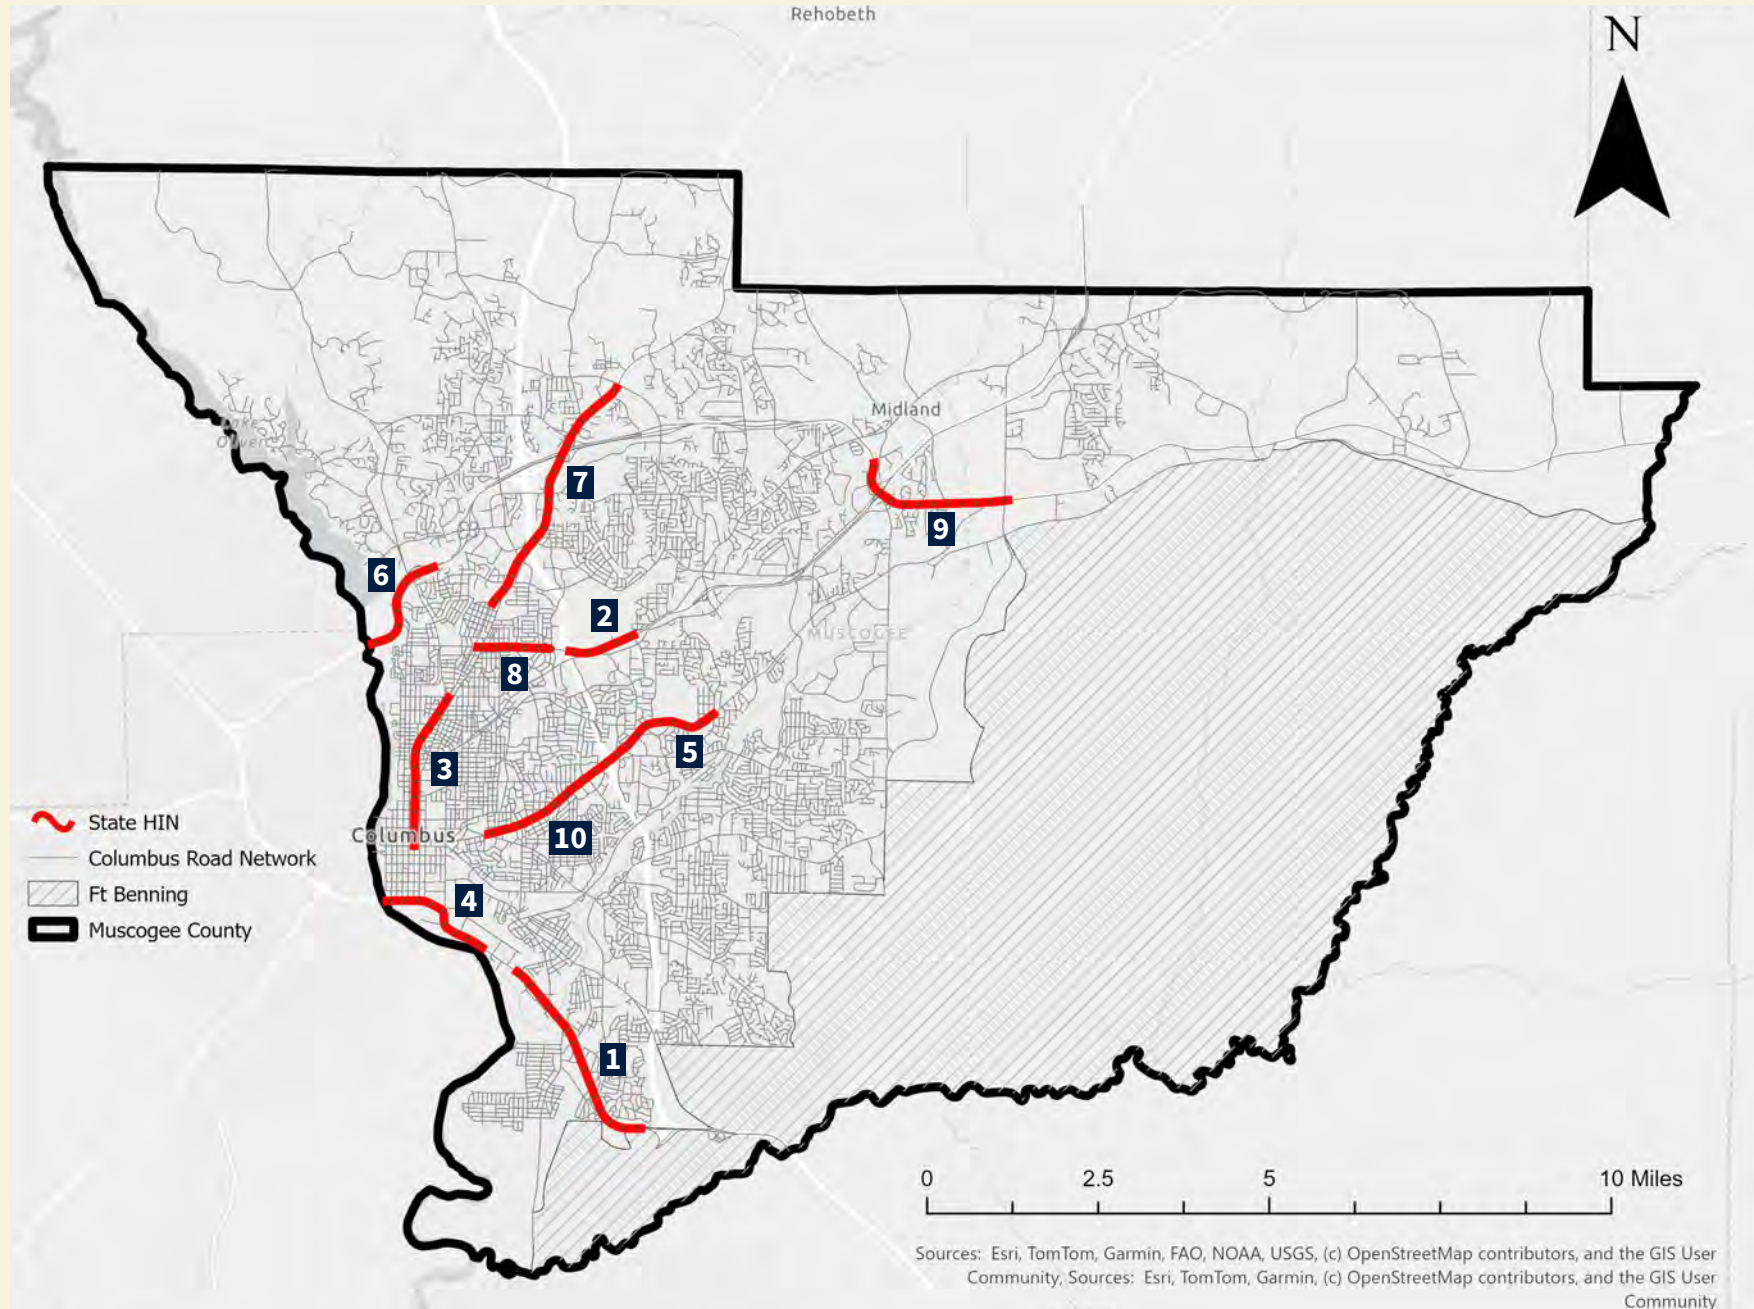 Rehobeth
N
Lake
Midland
7
9
6
2
MUSCOGEE
8
5
3
State HIN
Columbus
10
Columbus Road Network
Ft Benning
4
Muscogee County
1
0 2.5 5 10 Miles
Sources: Esri, TomTom, Garmin, FAO, NOAA, USGS, (c) OpenStreetMap contributors, and the GIS User
Community, Sources: Esri, TomTom, Garmin, (c) OpenStreetMap contributors, and the GIS User
Community